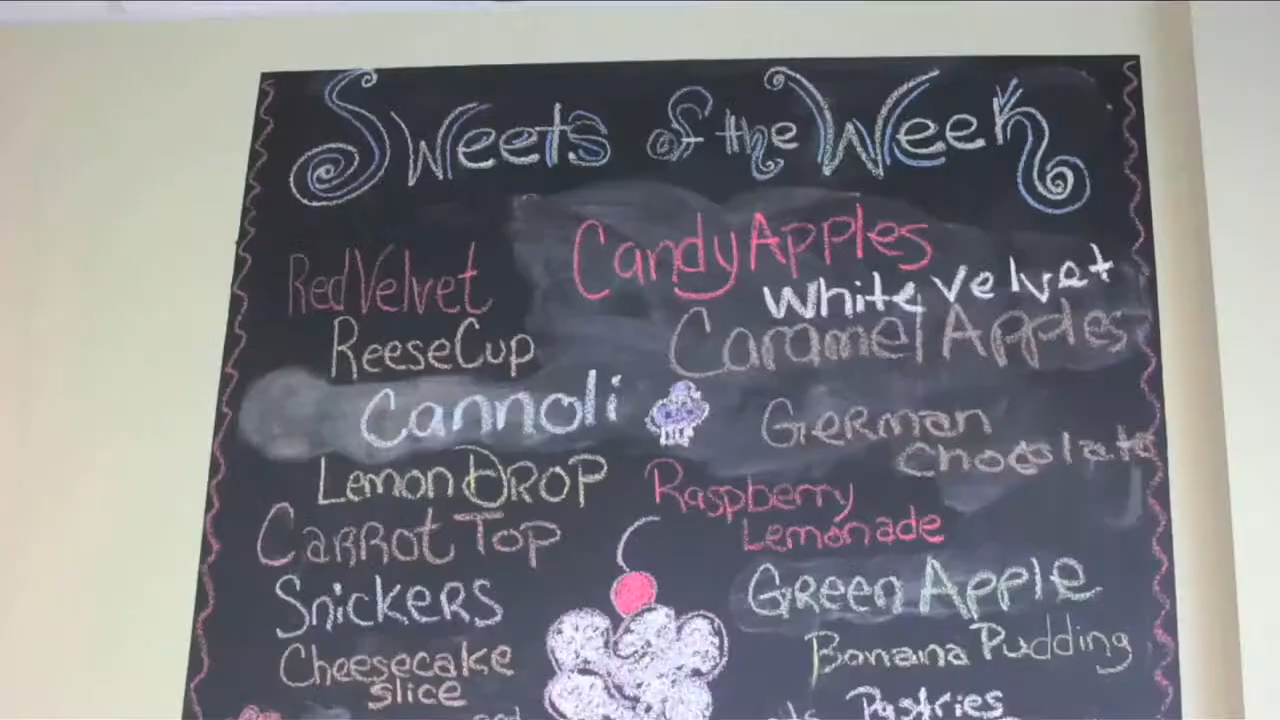 Sweets of the Week
Candy Apples
Red Velvet
White Velvet
Reese Cup
Caramel Apples
Cannoli
German
Chocolate
Lemon DROP
Raspberry
Lemonade
CARROT TOP
Green Apple
SnickERS
Banana Pudding
Cheesecake
slice
Pastries